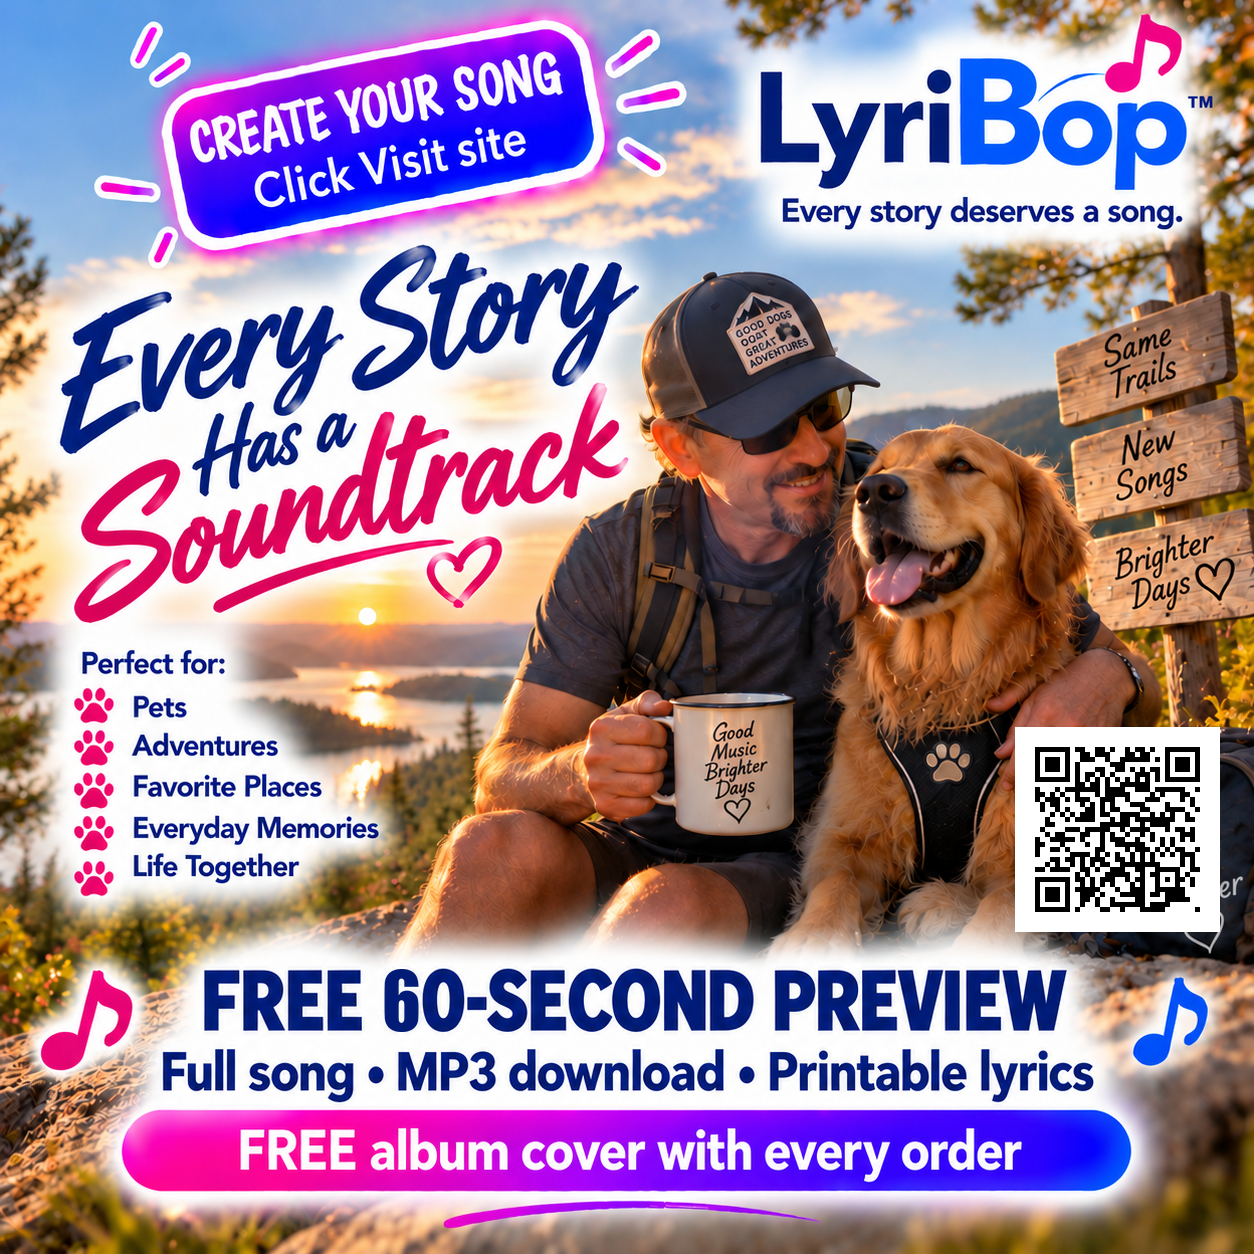 CREATE YOUR SONG
Click Visit site
LyriBop™
Every story deserves a song.
Every Story
Has a
Soundtrack
GOOD DOGS
GREAT
ADVENTURES
Same
Trails
New
Songs
Brighter
Days
Perfect for:
Pets
Adventures
Favorite Places
Everyday Memories
Life Together
Good
Music
Brighter
Days
FREE 60-SECOND PREVIEW
Full song • MP3 download • Printable lyrics
FREE album cover with every order